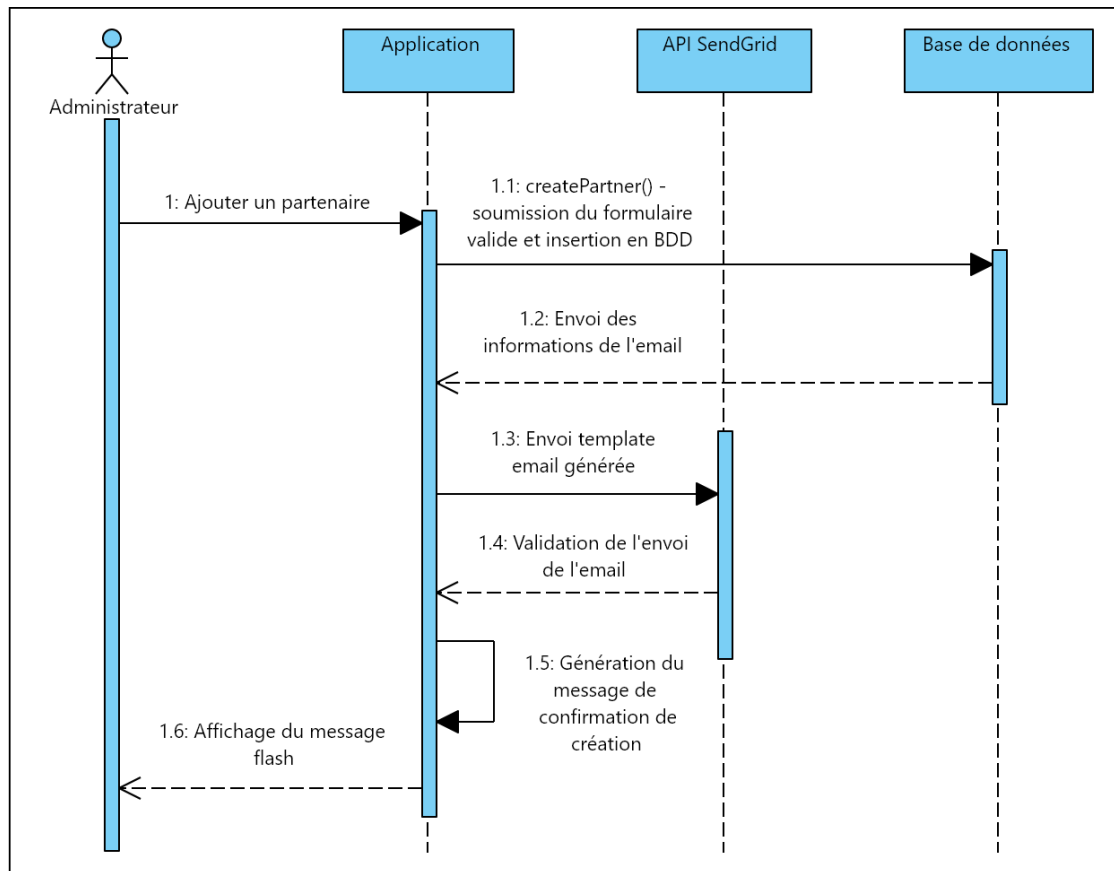 Administrateur
Application
API SendGrid
Base de données
1: Ajouter un partenaire
1.1: createPartner() -
soumission du formulaire
valide et insertion en BDD
1.2: Envoi des
informations de l'email
1.3: Envoi template
email générée
1.4: Validation de l'envoi
de l'email
1.5: Génération du
message de
confirmation de
création
1.6: Affichage du message
flash